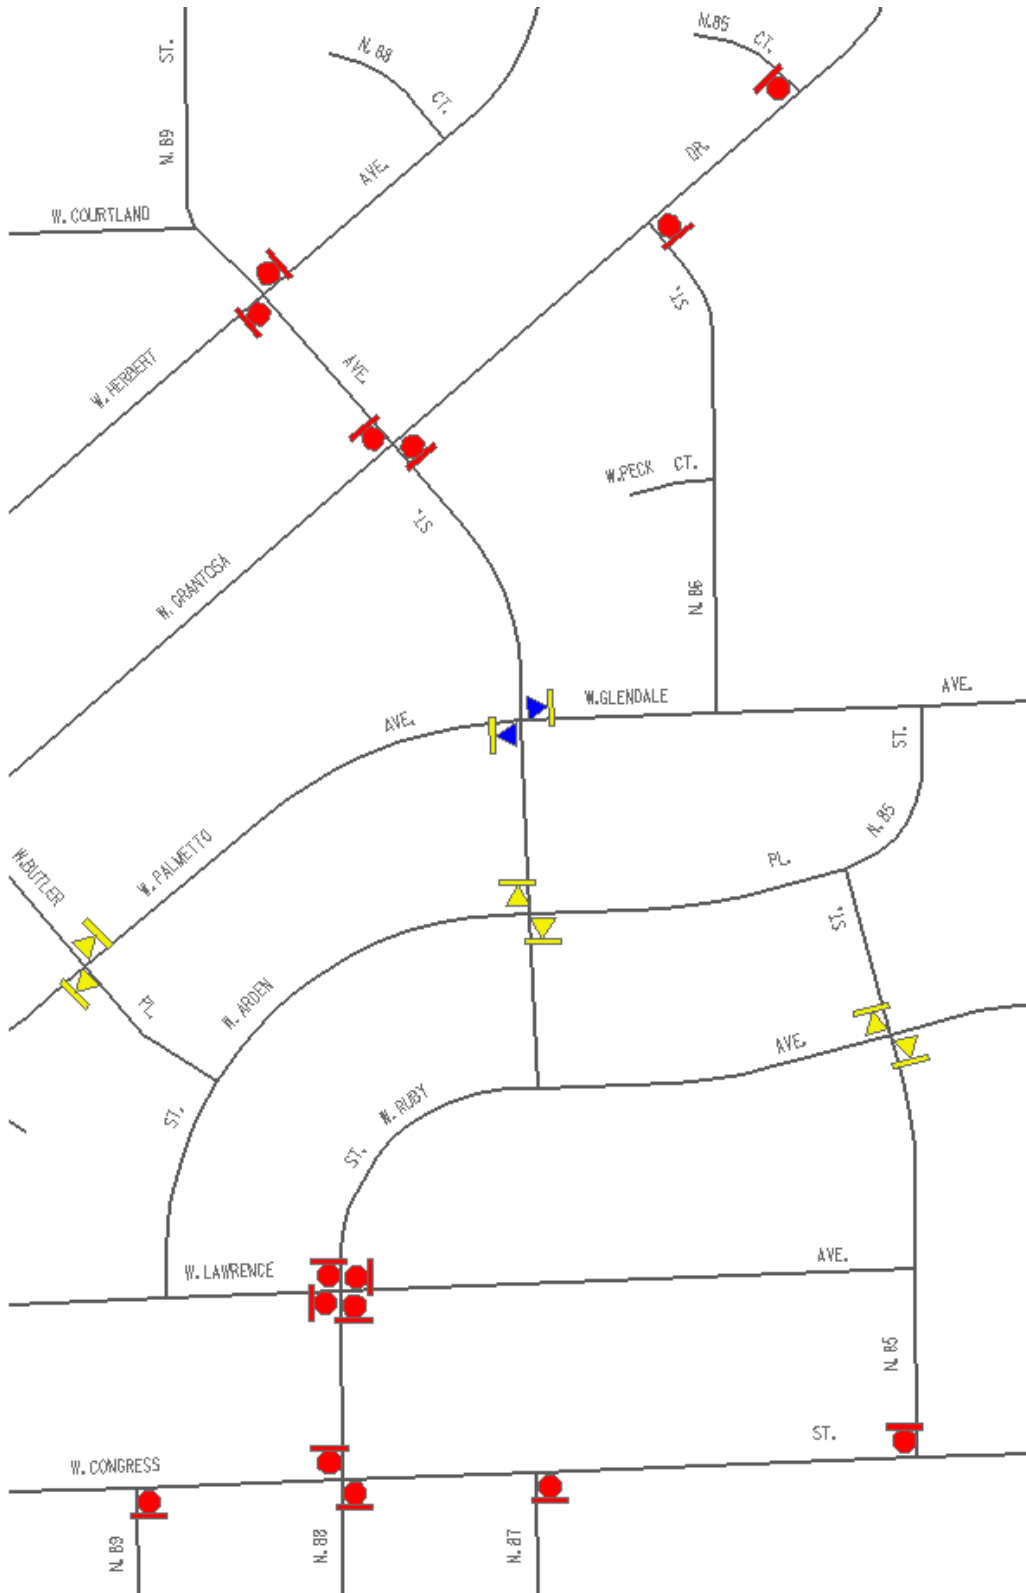 N. 88
CT.
N.85
CT.
ST.
N. 89
AVE.
DR.
W. COURTLAND
W. HERBERT
AVE.
ST.
W.PECK CT.
ST.
W. GRANTOSA
N. 86
W.GLENDALE
AVE.
AVE.
ST.
N. 85
W.BUTLER
W. PALMETTO
PL.
ST.
PL.
W. ARDEN
AVE.
ST.
W. RUBY
ST.
W. LAWRENCE
AVE.
N. 85
ST.
W. CONGRESS
N. 89
N. 88
N. 87